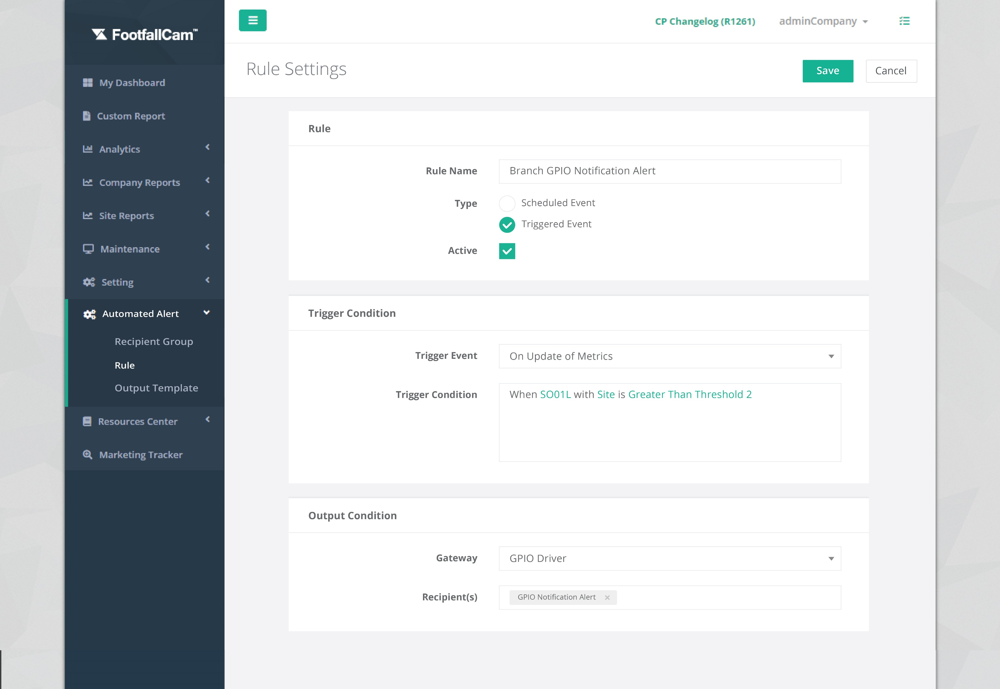 FootfallCam™
CP Changelog (R1261)
adminCompany
My Dashboard
Custom Report
Analytics
Company Reports
Site Reports
Maintenance
Setting
Automated Alert
Recipient Group
Rule
Output Template
Resources Center
Marketing Tracker
Rule Settings
Save
Cancel
Rule
Rule Name
Branch GPIO Notification Alert
Type
Scheduled Event
Triggered Event
Active
Trigger Condition
Trigger Event
On Update of Metrics
Trigger Condition
When SO01L with Site is Greater Than Threshold 2
Output Condition
Gateway
GPIO Driver
Recipient(s)
GPIO Notification Alert